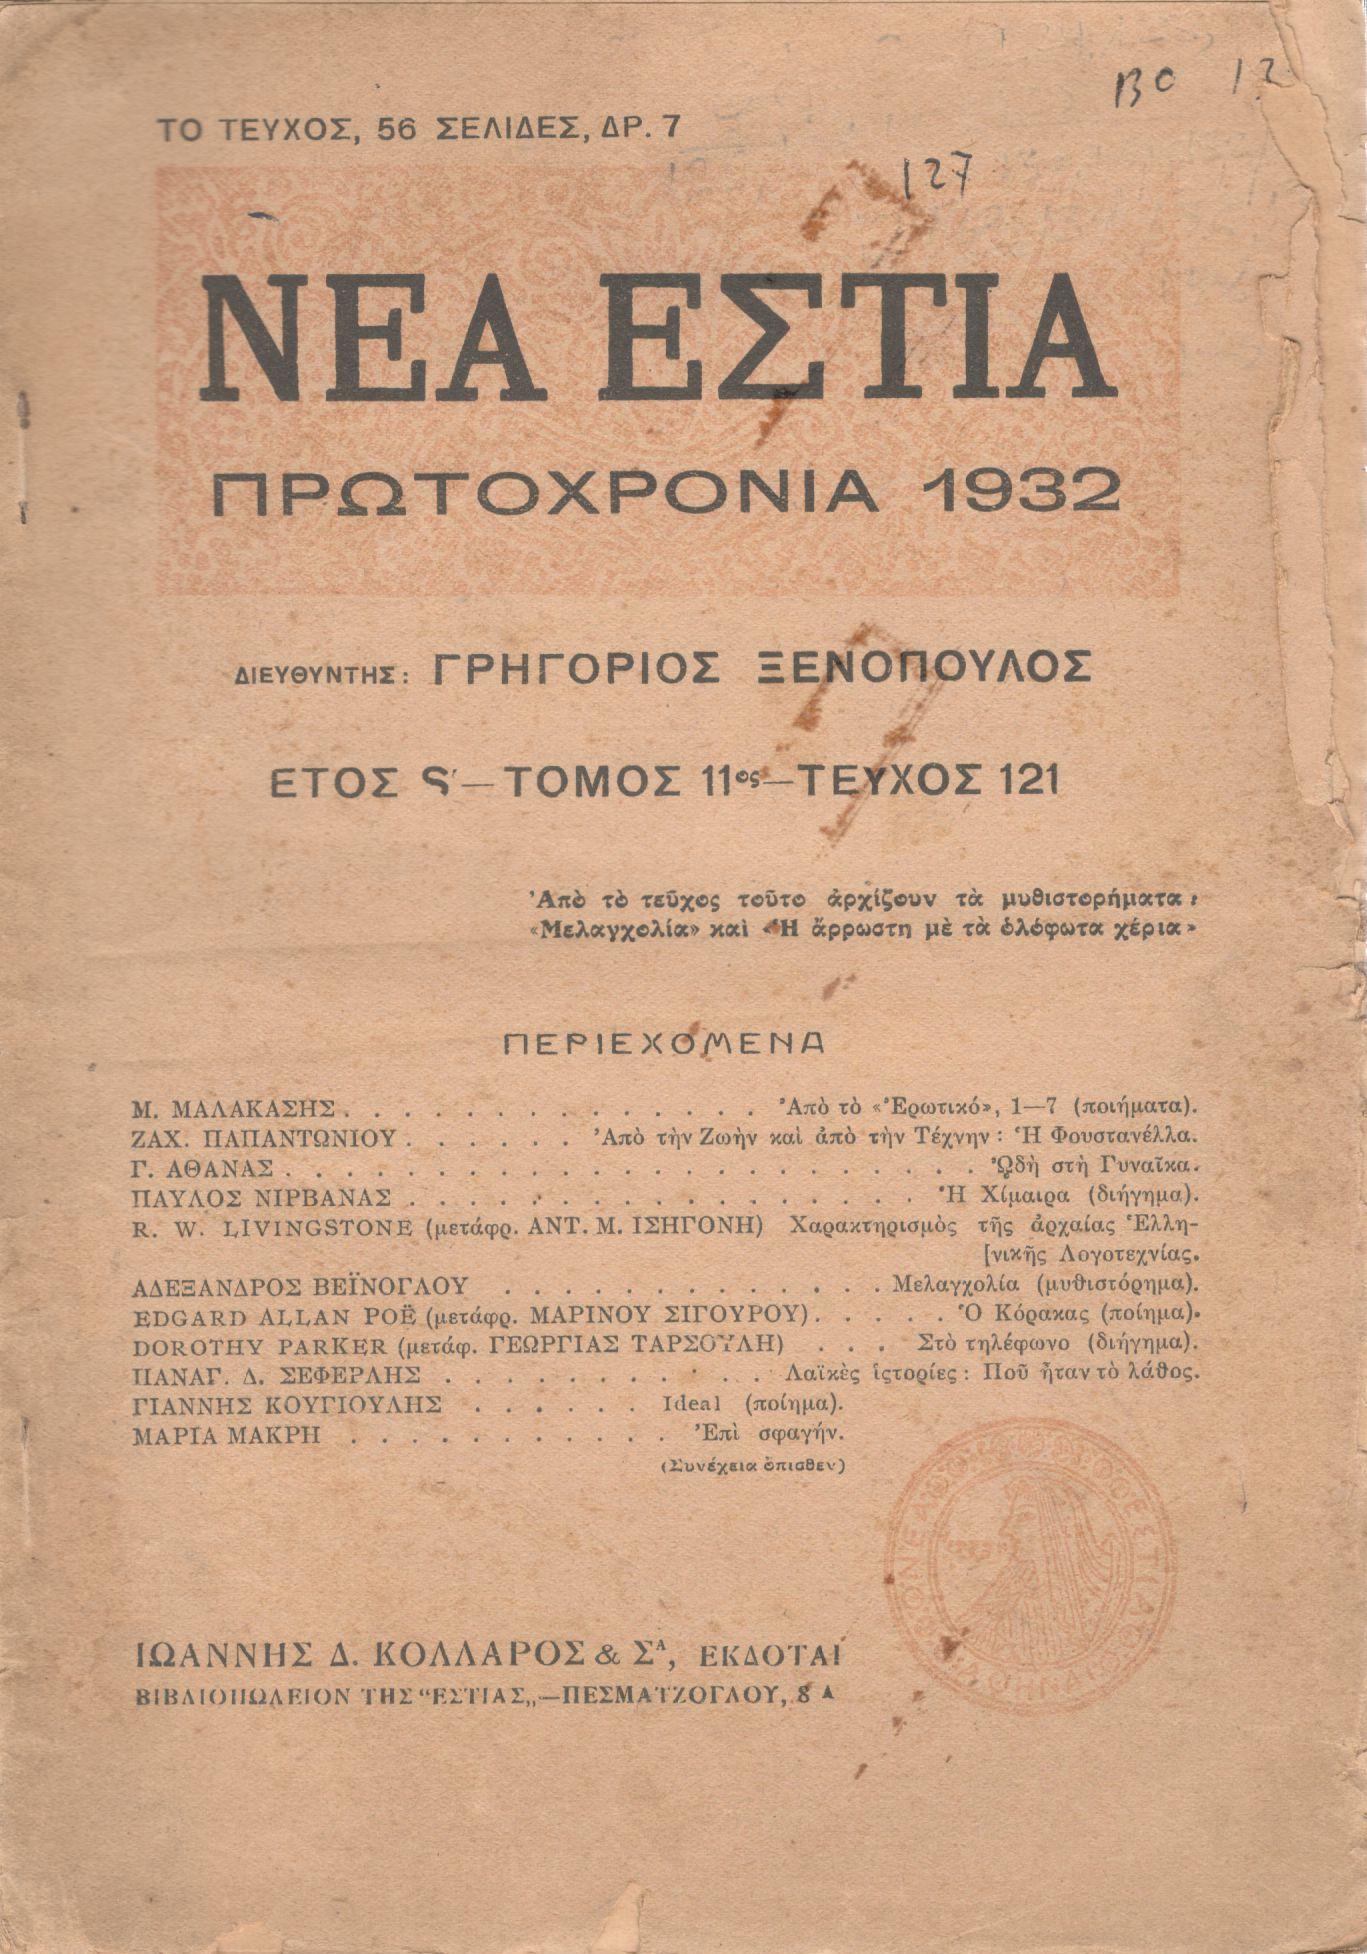 BC 12
ΤΟ ΤΕΥΧΟΣ, 56 ΣΕΛΙΔΕΣ, ΔΡ. 7
127
ΝΕΑ ΕΣΤΙΑ
ΠΡΩΤΟΧΡΟΝΙΑ 1932
ΔΙΕΥΘΥΝΤΗΣ: ΓΡΗΓΟΡΙΟΣ ΞΕΝΟΠΟΥΛΟΣ
ΕΤΟΣ Ϛ′—ΤΟΜΟΣ 11ος—ΤΕΥΧΟΣ 121
Ἀπὸ τὸ τεῦχος τοῦτο ἀρχίζουν τὰ μυθιστορήματα:
«Μελαγχολία» καὶ «Ἡ ἄρρωστη μὲ τὰ ὁλόφωτα χέρια»
ΠΕΡΙΕΧΟΜΕΝΑ
Μ. ΜΑΛΑΚΑΣΗΣ . . . . . . . . . . . . . . Ἀπὸ τὸ «Ἐρωτικό», 1—7 (ποιήματα).
ΖΑΧ. ΠΑΠΑΝΤΩΝΙΟΥ . . . . . . Ἀπὸ τὴν Ζωὴν καὶ ἀπὸ τὴν Τέχνην : Ἡ Φουστανέλλα.
Γ. ΑΘΑΝΑΣ . . . . . . . . . . . . . . . . . . . . . . . Ὠδὴ στὴ Γυναῖκα.
ΠΑΥΛΟΣ ΝΙΡΒΑΝΑΣ . . . . . . . . . . . . . . . . . Ἡ Χίμαιρα (διήγημα).
R. W. LIVINGSTONE (μετάφρ. ΑΝΤ. Μ. ΙΣΗΓΟΝΗ) Χαρακτηρισμὸς τῆς ἀρχαίας Ἑλλη-
[νικῆς Λογοτεχνίας.
ΑΔΕΞΑΝΔΡΟΣ ΒΕΪΝΟΓΛΟΥ . . . . . . . . . . . . . Μελαγχολία (μυθιστόρημα).
EDGARD ALLAN POË (μετάφρ. ΜΑΡΙΝΟΥ ΣΙΓΟΥΡΟΥ) . . . . . Ὁ Κόρακας (ποίημα).
DOROTHY PARKER (μετάφ. ΓΕΩΡΓΙΑΣ ΤΑΡΣΟΥΛΗ) . . . Στὸ τηλέφωνο (διήγημα).
ΠΑΝΑΓ. Δ. ΣΕΦΕΡΛΗΣ . . . . . . . . . . . Λαϊκὲς ἱστορίες : Ποῦ ἦταν τὸ λάθος.
ΓΙΑΝΝΗΣ ΚΟΥΓΙΟΥΛΗΣ . . . . . . Ideal (ποίημα).
ΜΑΡΙΑ ΜΑΚΡΗ . . . . . . . . . . . Ἐπὶ σφαγήν.
(Συνέχεια ὄπισθεν)
ΙΩΑΝΝΗΣ Δ. ΚΟΛΛΑΡΟΣ & Σᴬ, ΕΚΔΟΤΑΙ
ΒΙΒΛΙΟΠΩΛΕΙΟΝ ΤΗΣ "ΕΣΤΙΑΣ„—ΠΕΣΜΑΤΖΟΓΛΟΥ, 8 Α